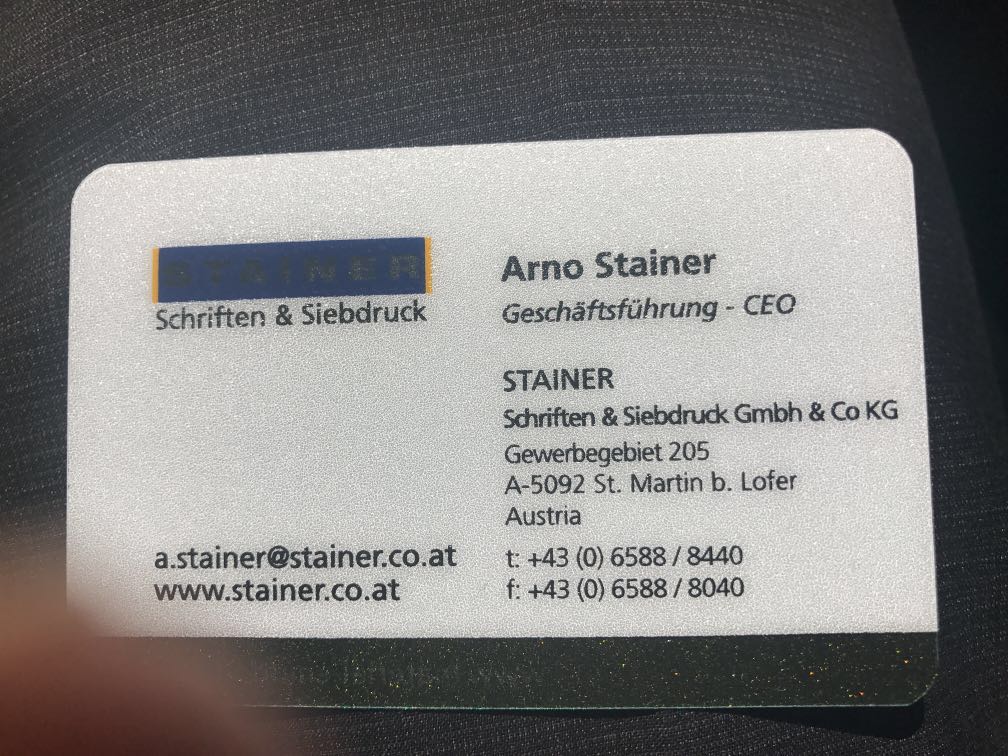 STAINER
Schriften & Siebdruck
Arno Stainer
Geschäftsführung - CEO
STAINER
Schriften & Siebdruck Gmbh & Co KG
Gewerbegebiet 205
A-5092 St. Martin b. Lofer
Austria
a.stainer@stainer.co.at
www.stainer.co.at
t: +43 (0) 6588 / 8440
f: +43 (0) 6588 / 8040